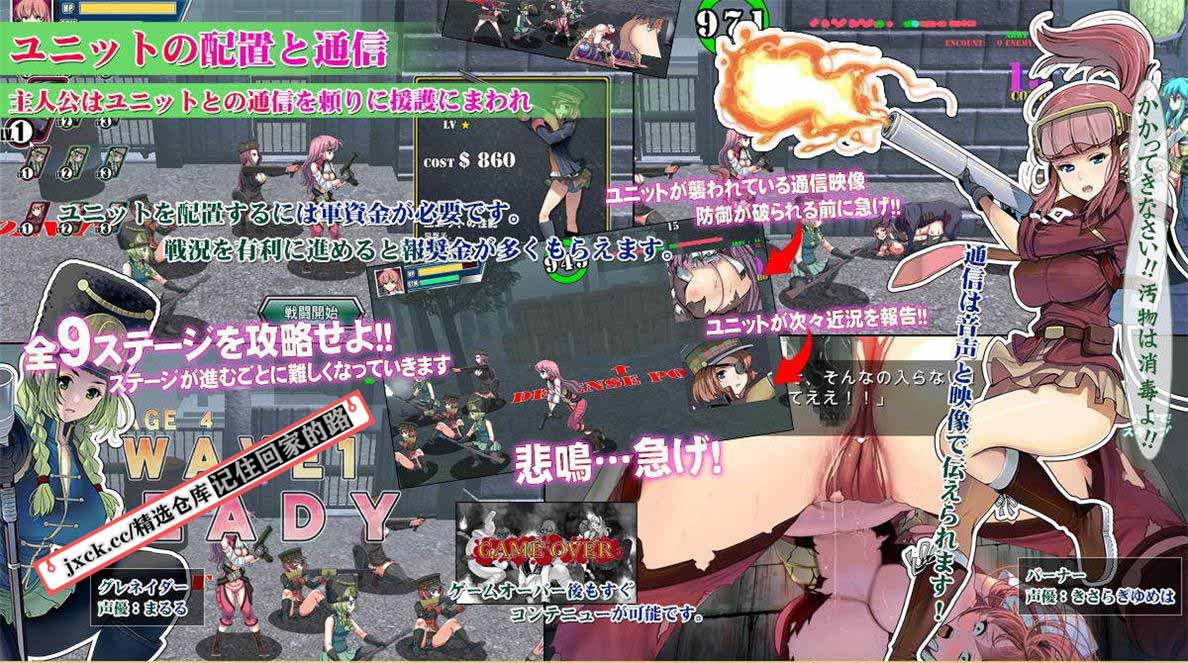 ユニットの配置と通信
主人公はユニットとの通信を頼りに援護にまわれ
HP
LV 1
LV ★
COST $ 860
971
ENCOUNT: 0 ENEMY
ユニットが襲われている通信映像
防御が破られる前に急げ!!
ユニットを配置するには軍資金が必要です。
戦況を有利に進めると報奨金が多くもらえます。
945
戦闘開始
全9ステージを攻略せよ!!
ステージが進むごとに難しくなっていきます
ユニットが次々近況を報告!!
かかってきなさい!!汚物は消毒よ!!
通信は音声と映像で伝えられます！
そんなの入らな
てええ！！」
悲鳴…急げ!
WAVE 1
READY
jxck.cc/精选仓库 记住回家的路
GAME OVER
ゲームオーバー後もすぐ
コンテニューが可能です。
グレネイダー
声優：まるる
バーナー
声優：きさらぎゆめは